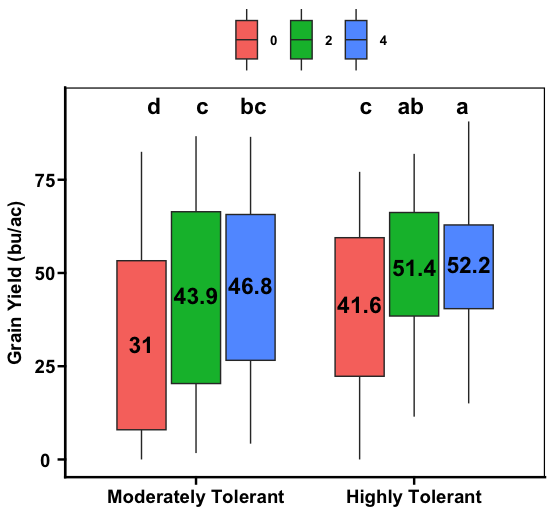 0 2 4
d c bc c ab a
Grain Yield (bu/ac)
75
50
25
0
31 43.9 46.8 41.6 51.4 52.2
Moderately Tolerant Highly Tolerant